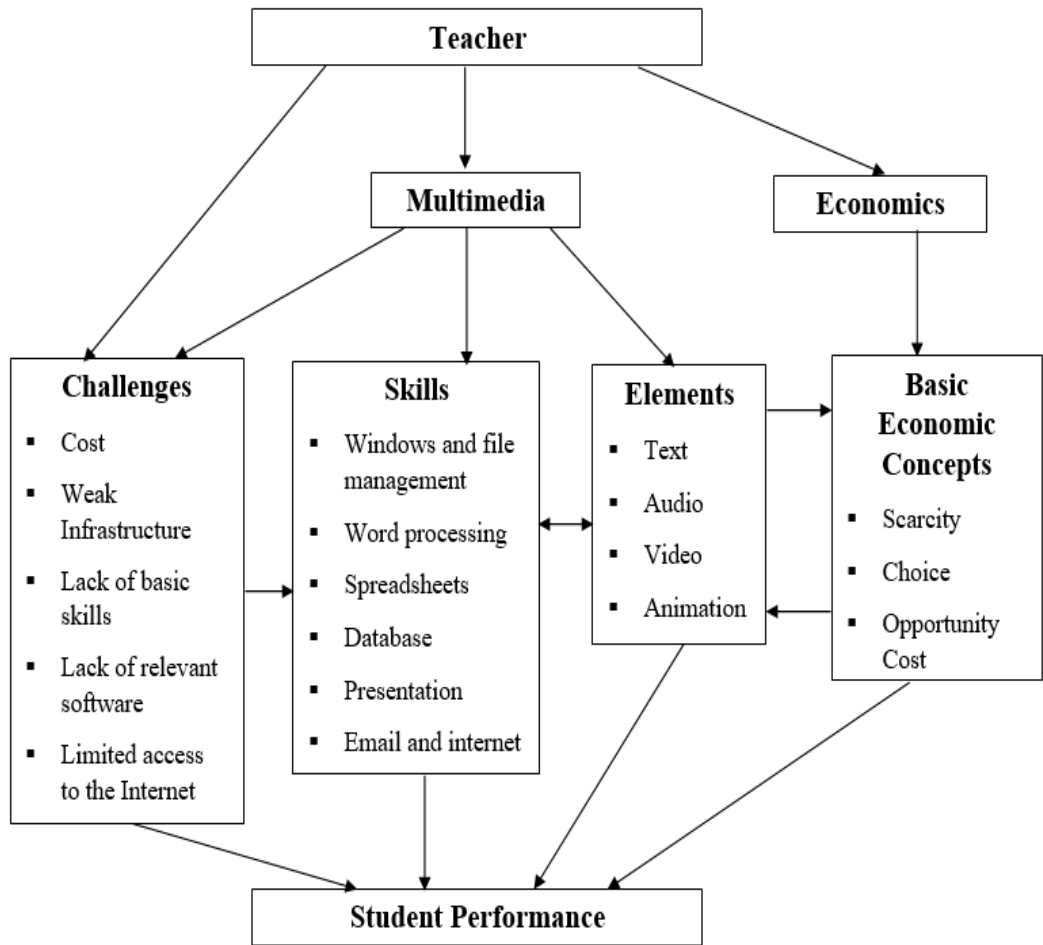 Teacher
Multimedia
Economics
Challenges
▪ Cost
▪ Weak
Infrastructure
▪ Lack of basic
skills
▪ Lack of relevant
software
▪ Limited access
to the Internet
Skills
▪ Windows and file
management
▪ Word processing
▪ Spreadsheets
▪ Database
▪ Presentation
▪ Email and internet
Elements
▪ Text
▪ Audio
▪ Video
▪ Animation
Basic
Economic
Concepts
▪ Scarcity
▪ Choice
▪ Opportunity
Cost
Student Performance